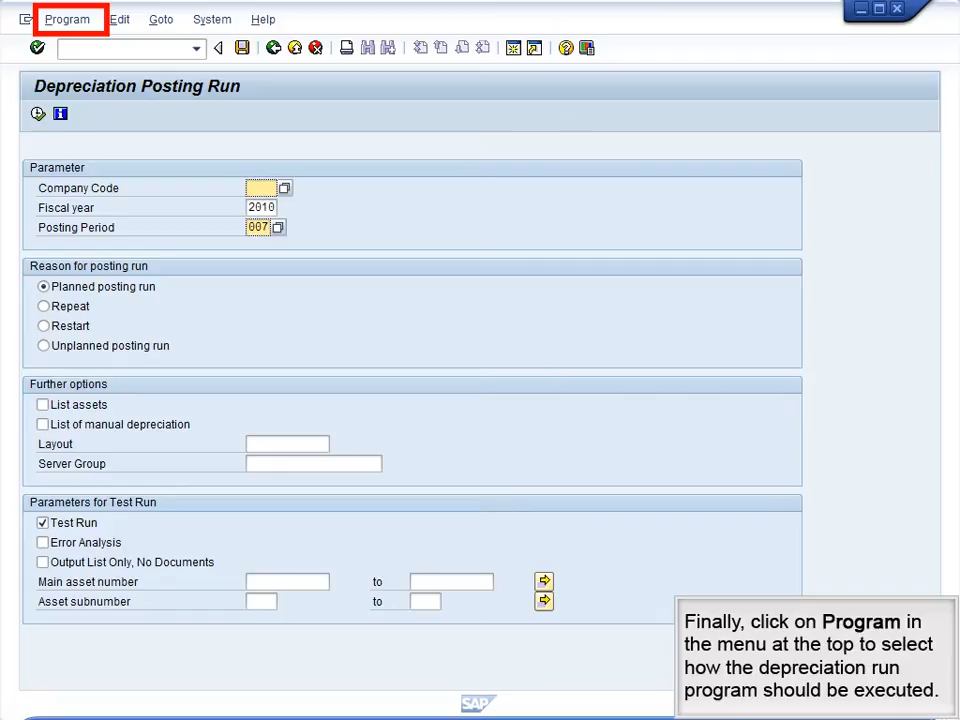 Program Edit Goto System Help
Depreciation Posting Run
Parameter
Company Code
Fiscal year 2010
Posting Period 007
Reason for posting run
Planned posting run
Repeat
Restart
Unplanned posting run
Further options
List assets
List of manual depreciation
Layout
Server Group
Parameters for Test Run
Test Run
Error Analysis
Output List Only, No Documents
Main asset number to
Asset subnumber to
Finally, click on Program in
the menu at the top to select
how the depreciation run
program should be executed.
SAP